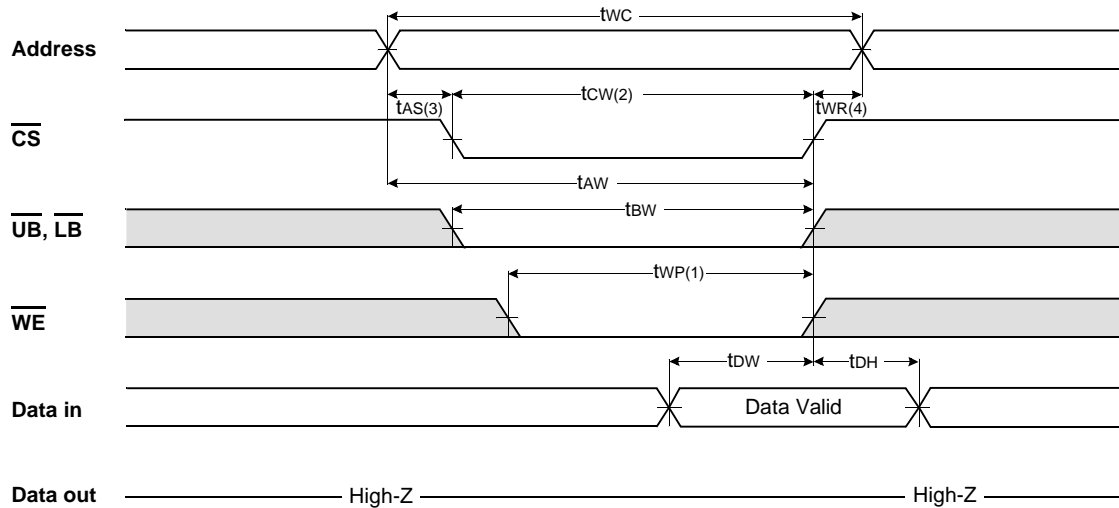 tWC
Address
tAS(3) tCW(2) tWR(4)
CS
tAW
UB, LB
tBW
tWP(1)
WE
tDW tDH
Data in Data Valid
Data out High-Z High-Z